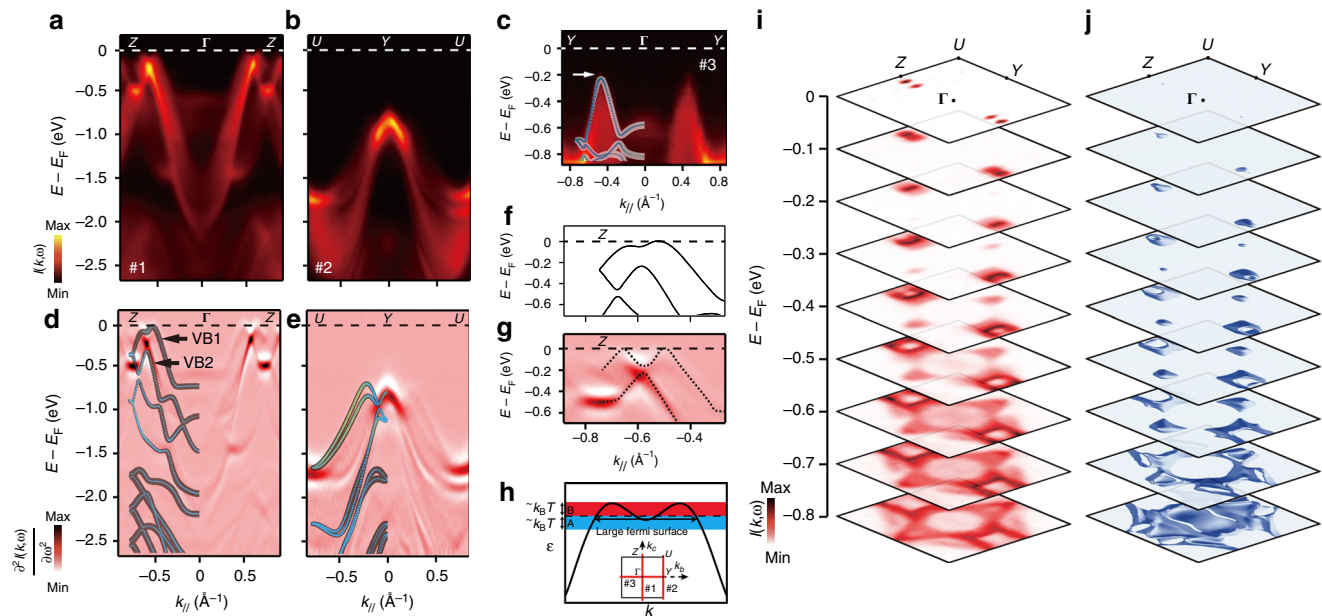 a
Z Γ Z
0
−0.5
−1.0
−1.5
−2.0
−2.5
E − E_F (eV)
#1
Max
I(k,ω)
Min
b
U Y U
#2
c
Y Γ Y
#3
0
−0.2
−0.4
−0.6
−0.8
E − E_F (eV)
−0.8 −0.4 0 0.4 0.8
k_// (Å⁻¹)
d
Z Γ Z
VB1
VB2
0
−0.5
−1.0
−1.5
−2.0
−2.5
E − E_F (eV)
Max
∂² I(k,ω)
∂ω²
Min
−0.5 0 0.5
k_// (Å⁻¹)
e
U Y U
−0.5 0 0.5
f
Z
0
−0.2
−0.4
−0.6
E − E_F (eV)
g
Z
0
−0.2
−0.4
−0.6
E − E_F (eV)
−0.8 −0.6 −0.4
k_// (Å⁻¹)
h
~k_BT B
~k_BT A
Large fermi surface
ε
k_c
Z U
Γ Y k_b
#3 #1 #2
k
i
U
Z Y
Γ
0
−0.1
−0.2
−0.3
−0.4
−0.5
−0.6
−0.7
−0.8
E − E_F (eV)
Max
I(k,ω)
Min
j
U
Z Y
Γ